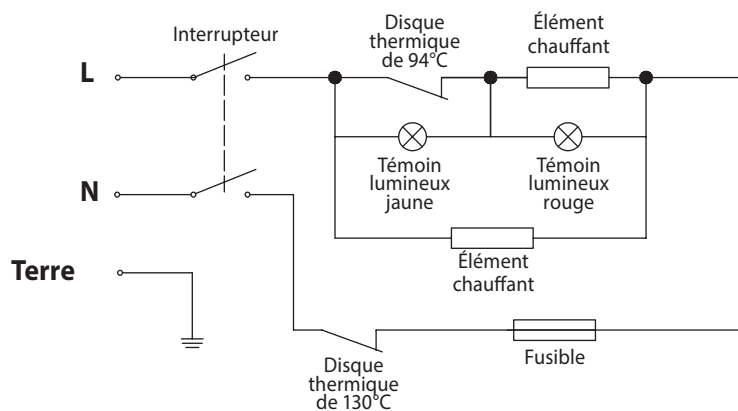 Interrupteur
Disque
thermique
de 94°C
Élément
chauffant
L
Témoin
lumineux
jaune
Témoin
lumineux
rouge
N
Élément
chauffant
Terre
Disque
thermique
de 130°C
Fusible